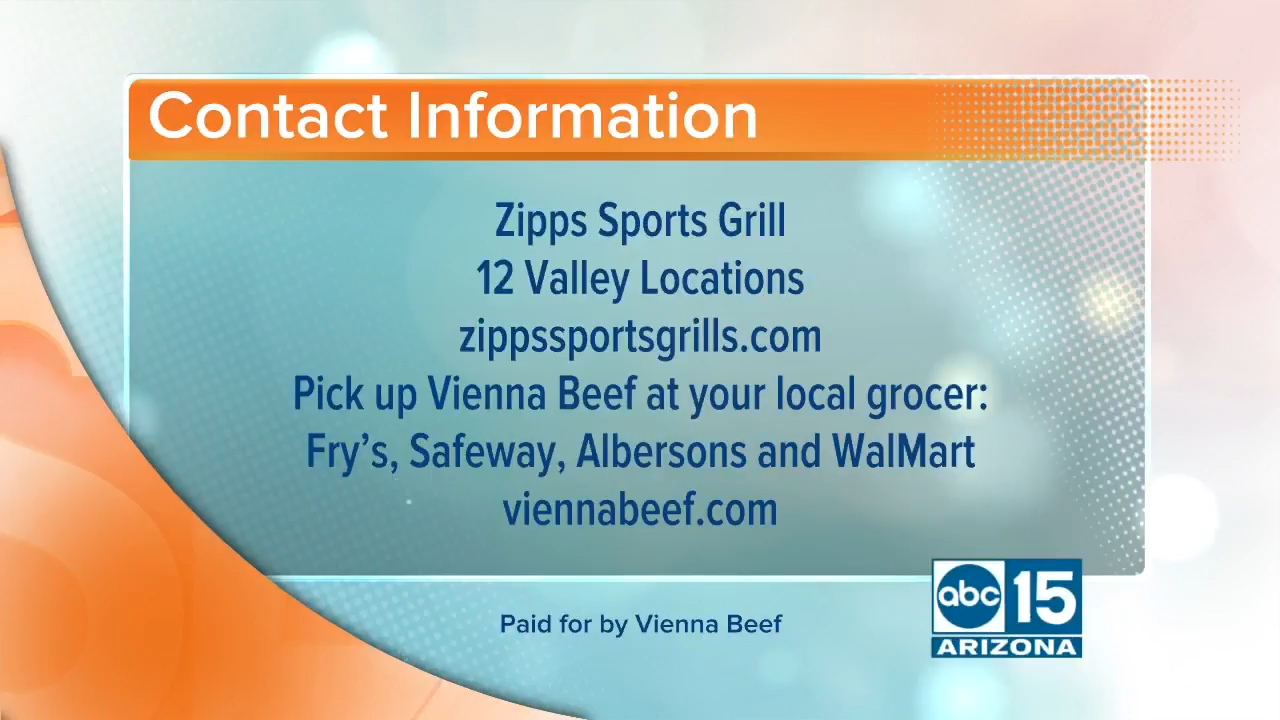 Contact Information
Zipps Sports Grill
12 Valley Locations
zippssportsgrills.com
Pick up Vienna Beef at your local grocer:
Fry's, Safeway, Albersons and WalMart
viennabeef.com
Paid for by Vienna Beef
abc 15
ARIZONA